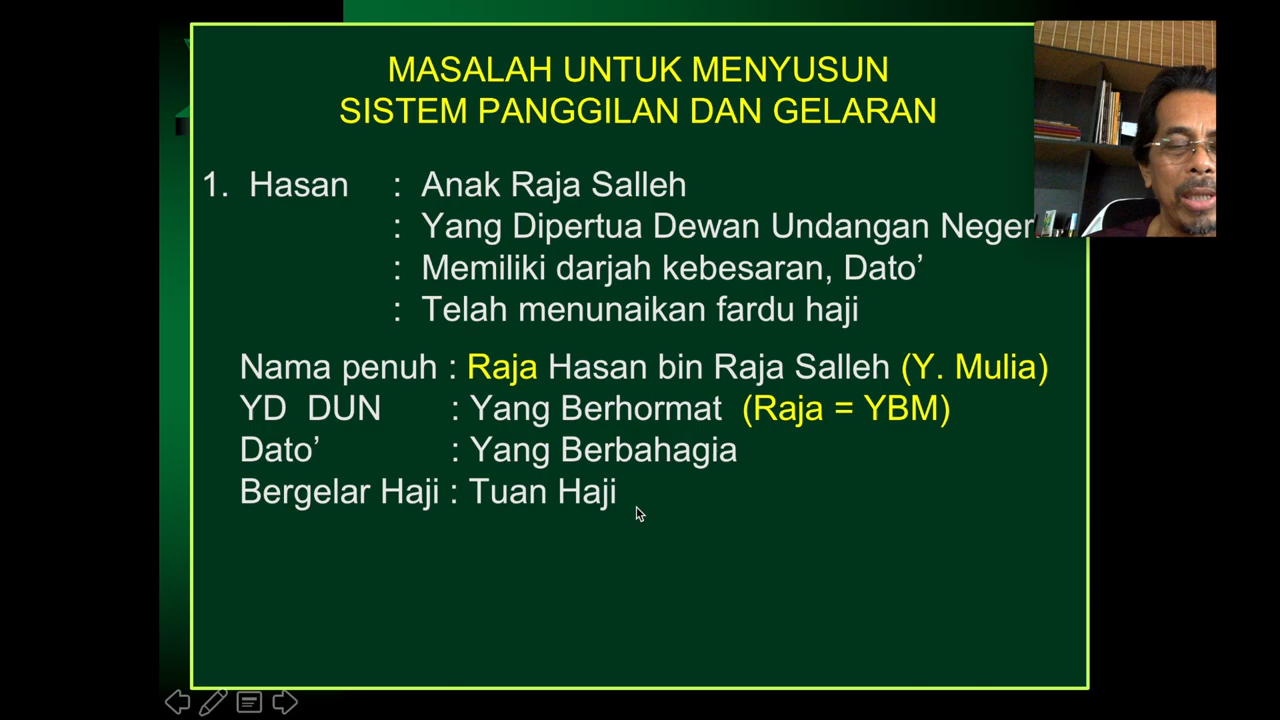 MASALAH UNTUK MENYUSUN
SISTEM PANGGILAN DAN GELARAN
1. Hasan : Anak Raja Salleh
: Yang Dipertua Dewan Undangan Neger
: Memiliki darjah kebesaran, Dato’
: Telah menunaikan fardu haji
Nama penuh : Raja Hasan bin Raja Salleh (Y. Mulia)
YD DUN : Yang Berhormat (Raja = YBM)
Dato’ : Yang Berbahagia
Bergelar Haji : Tuan Haji